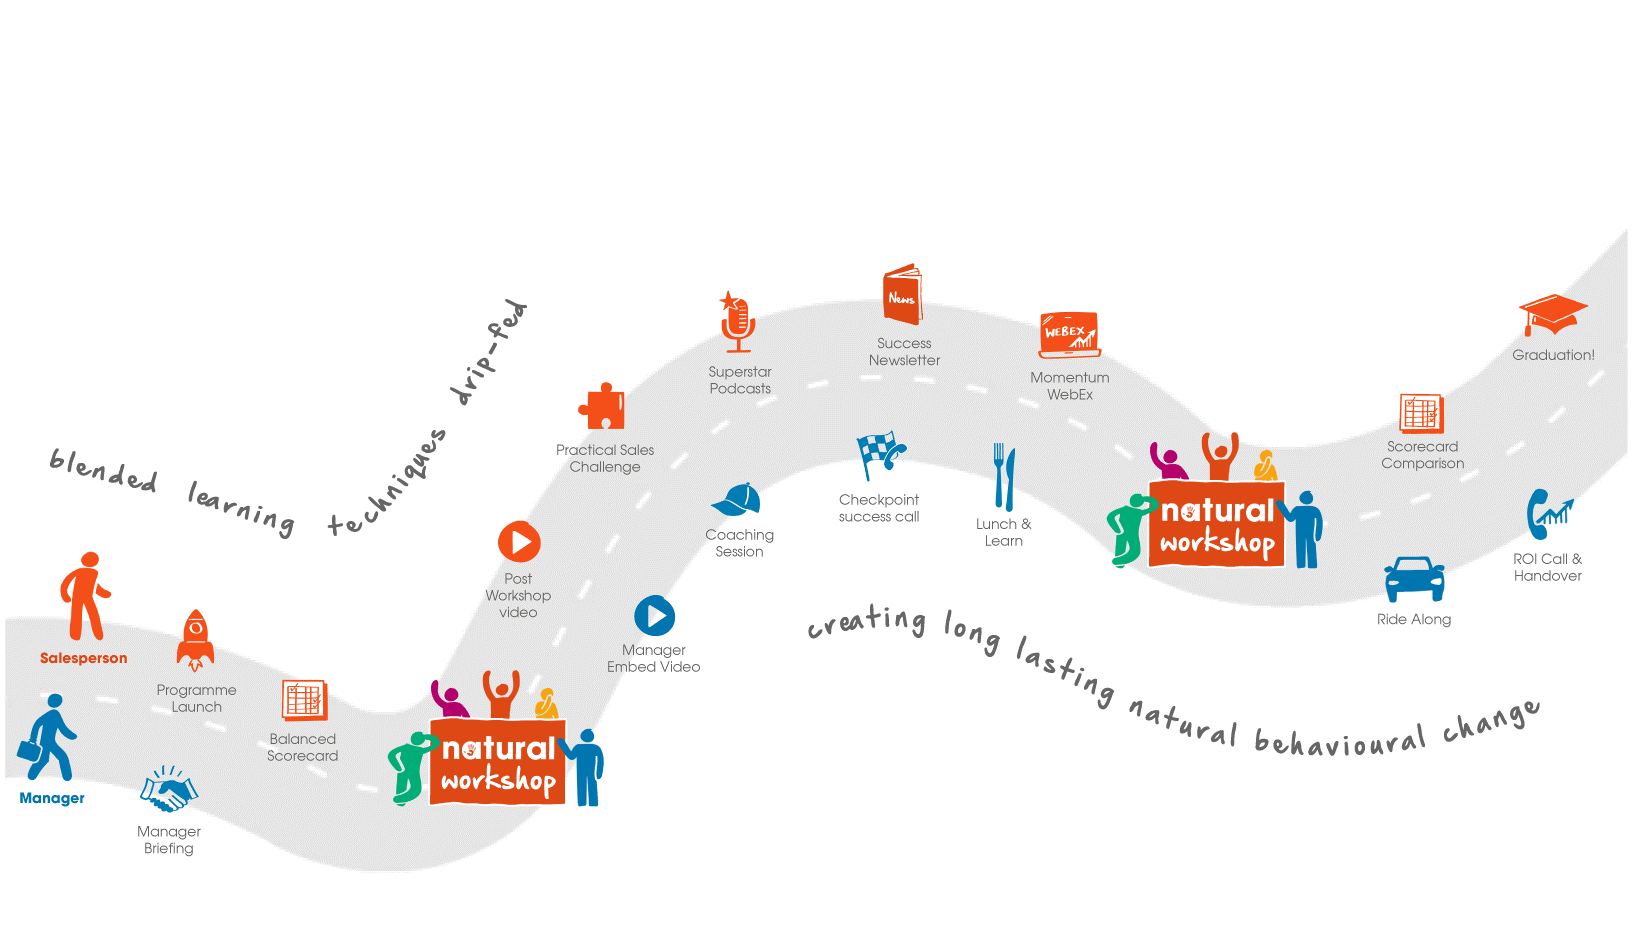 blended learning techniques drip-fed
Salesperson
Manager
Programme
Launch
Manager
Briefing
Balanced
Scorecard
natural
workshop
Post
Workshop
video
Manager
Embed Video
Practical Sales
Challenge
Coaching
Session
Superstar
Podcasts
News
Success
Newsletter
Checkpoint
success call
WEBEX
Momentum
WebEx
Lunch &
Learn
natural
workshop
creating long lasting natural behavioural change
Scorecard
Comparison
Ride Along
Graduation!
ROI Call &
Handover